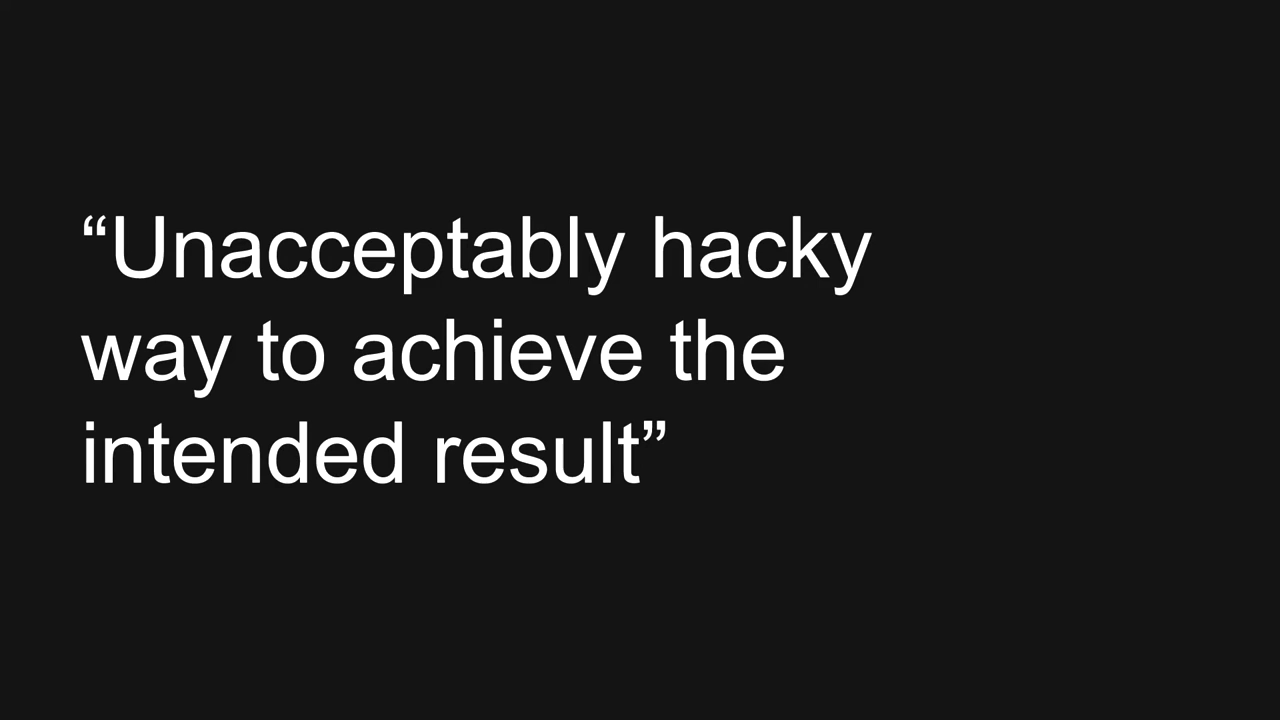 “Unacceptably hacky
way to achieve the
intended result”